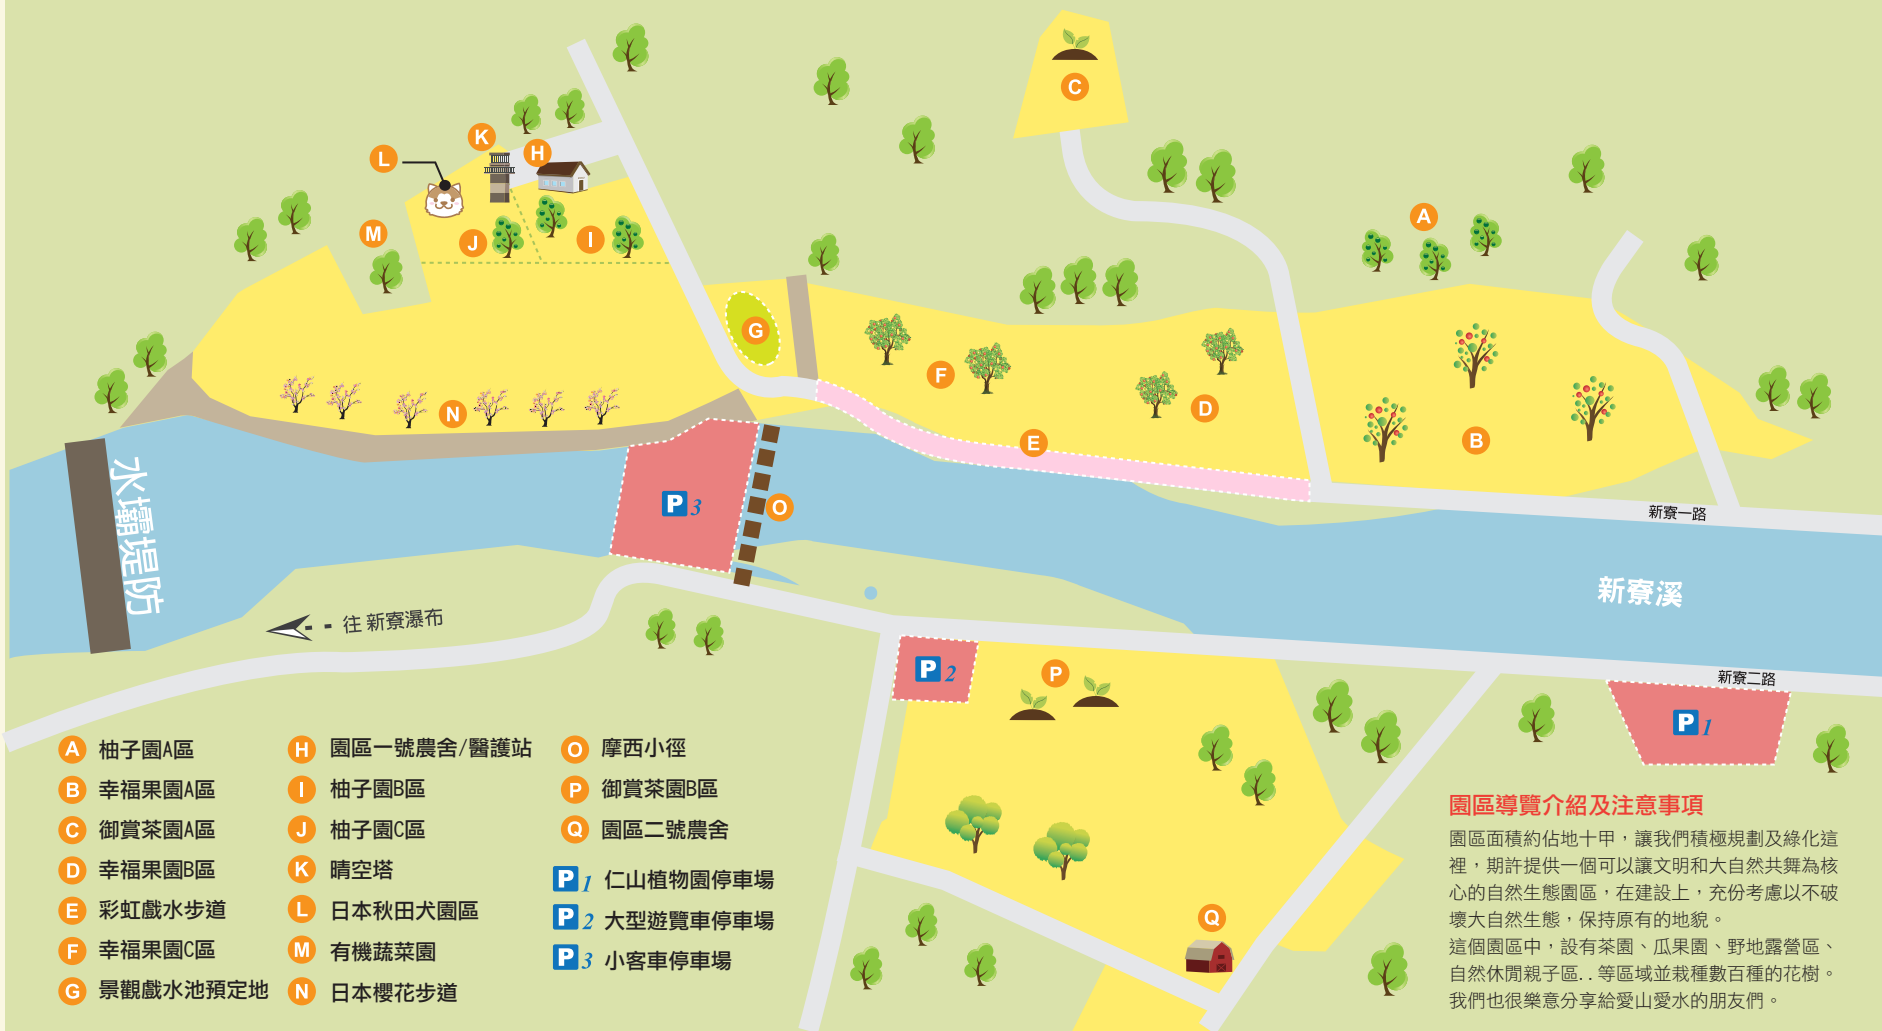 C
K
H
L
A
M
J
I
G
F
D
N
E
B
P 3
O
新寮一路
水壩堤防
新寮溪
往 新寮瀑布
P 2
P
新寮二路
P 1
Q
A 柚子園A區
B 幸福果園A區
C 御賞茶園A區
D 幸福果園B區
E 彩虹戲水步道
F 幸福果園C區
G 景觀戲水池預定地
H 園區一號農舍/醫護站
I 柚子園B區
J 柚子園C區
K 晴空塔
L 日本秋田犬園區
M 有機蔬菜園
N 日本櫻花步道
O 摩西小徑
P 御賞茶園B區
Q 園區二號農舍
P 1 仁山植物園停車場
P 2 大型遊覽車停車場
P 3 小客車停車場
園區導覽介紹及注意事項
園區面積約佔地十甲，讓我們積極規劃及綠化這
裡，期許提供一個可以讓文明和大自然共舞為核
心的自然生態園區，在建設上，充份考慮以不破
壞大自然生態，保持原有的地貌。
這個園區中，設有茶園、瓜果園、野地露營區、
自然休閒親子區..等區域並栽種數百種的花樹。
我們也很樂意分享給愛山愛水的朋友們。